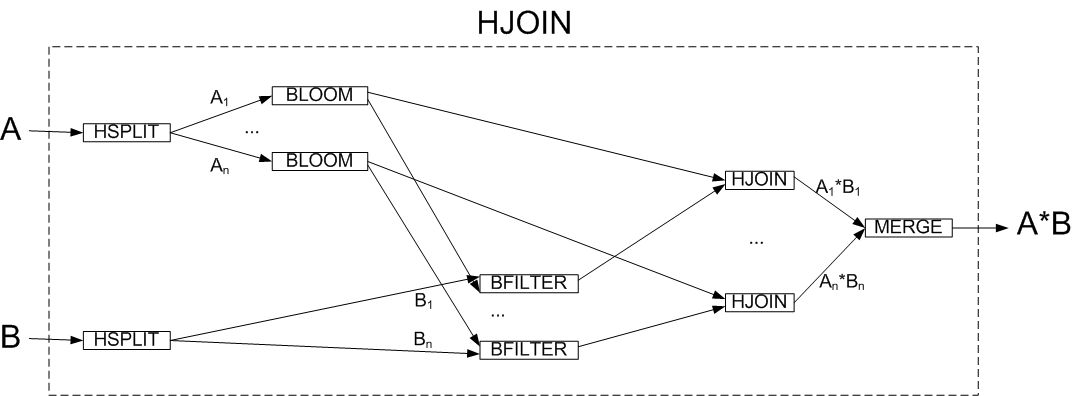 HJOIN
A
HSPLIT
A1
...
An
BLOOM
BLOOM
HJOIN
A1*B1
...
MERGE
A*B
An*Bn
HJOIN
B
HSPLIT
B1
Bn
BFILTER
...
BFILTER